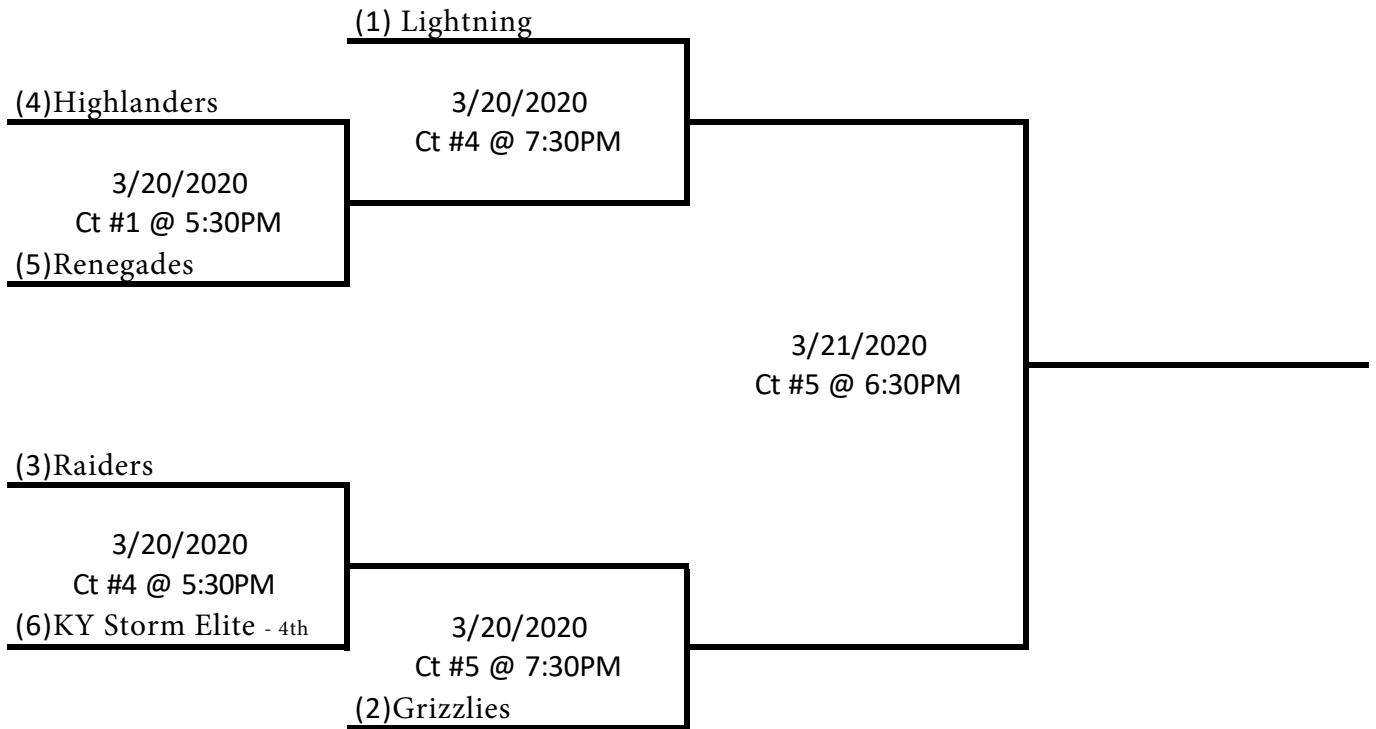 (1) Lightning
(4)Highlanders
3/20/2020
Ct #4 @ 7:30PM
3/20/2020
Ct #1 @ 5:30PM
(5)Renegades
3/21/2020
Ct #5 @ 6:30PM
(3)Raiders
3/20/2020
Ct #4 @ 5:30PM
(6)KY Storm Elite - 4th
3/20/2020
Ct #5 @ 7:30PM
(2)Grizzlies